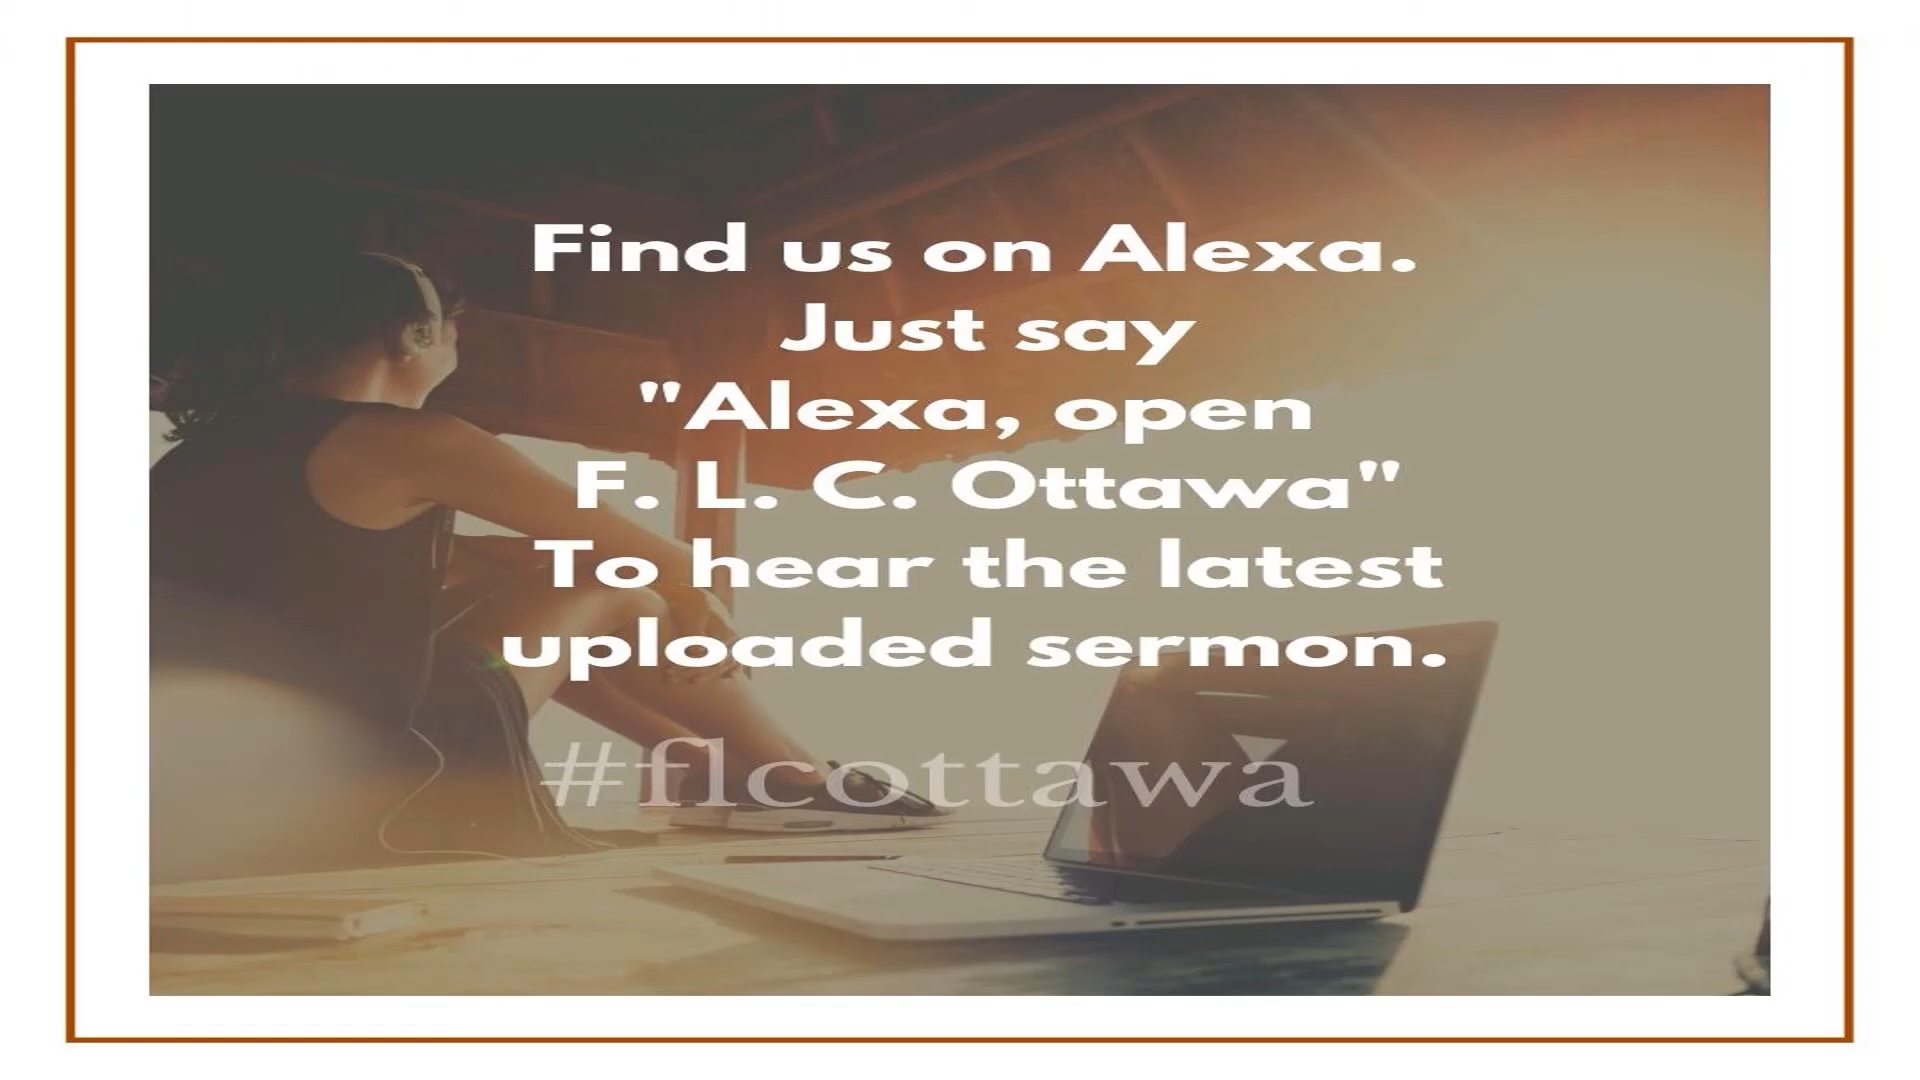 Find us on Alexa.
Just say
"Alexa, open
F. L. C. Ottawa"
To hear the latest
uploaded sermon.
#flcottawa